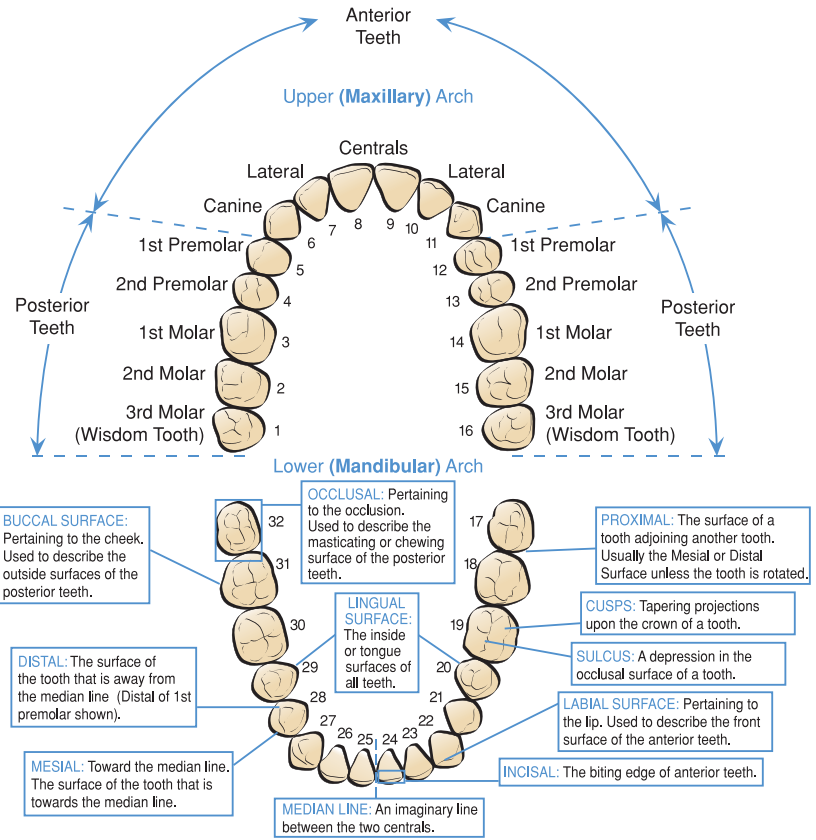 Anterior
Teeth
Upper (Maxillary) Arch
Centrals
Lateral
Lateral
Canine
Canine
7
8
9
10
6
11
1st Premolar
1st Premolar
5
12
2nd Premolar
2nd Premolar
4
13
Posterior
Teeth
Posterior
Teeth
1st Molar
3
14
1st Molar
2nd Molar
2
15
2nd Molar
3rd Molar
(Wisdom Tooth)
1
16
3rd Molar
(Wisdom Tooth)
Lower (Mandibular) Arch
BUCCAL SURFACE:
Pertaining to the cheek.
Used to describe the
outside surfaces of the
posterior teeth.
OCCLUSAL: Pertaining
to the occlusion.
Used to describe the
masticating or chewing
surface of the posterior
teeth.
PROXIMAL: The surface of a
tooth adjoining another tooth.
Usually the Mesial or Distal
Surface unless the tooth is rotated.
32
17
31
18
30
19
29
20
28
21
27
22
26
25
24
23
LINGUAL
SURFACE:
The inside
or tongue
surfaces of
all teeth.
CUSPS: Tapering projections
upon the crown of a tooth.
SULCUS: A depression in the
occlusal surface of a tooth.
DISTAL: The surface of
the tooth that is away from
the median line (Distal of 1st
premolar shown).
LABIAL SURFACE: Pertaining to
the lip. Used to describe the front
surface of the anterior teeth.
MESIAL: Toward the median line.
The surface of the tooth that is
towards the median line.
INCISAL: The biting edge of anterior teeth.
MEDIAN LINE: An imaginary line
between the two centrals.